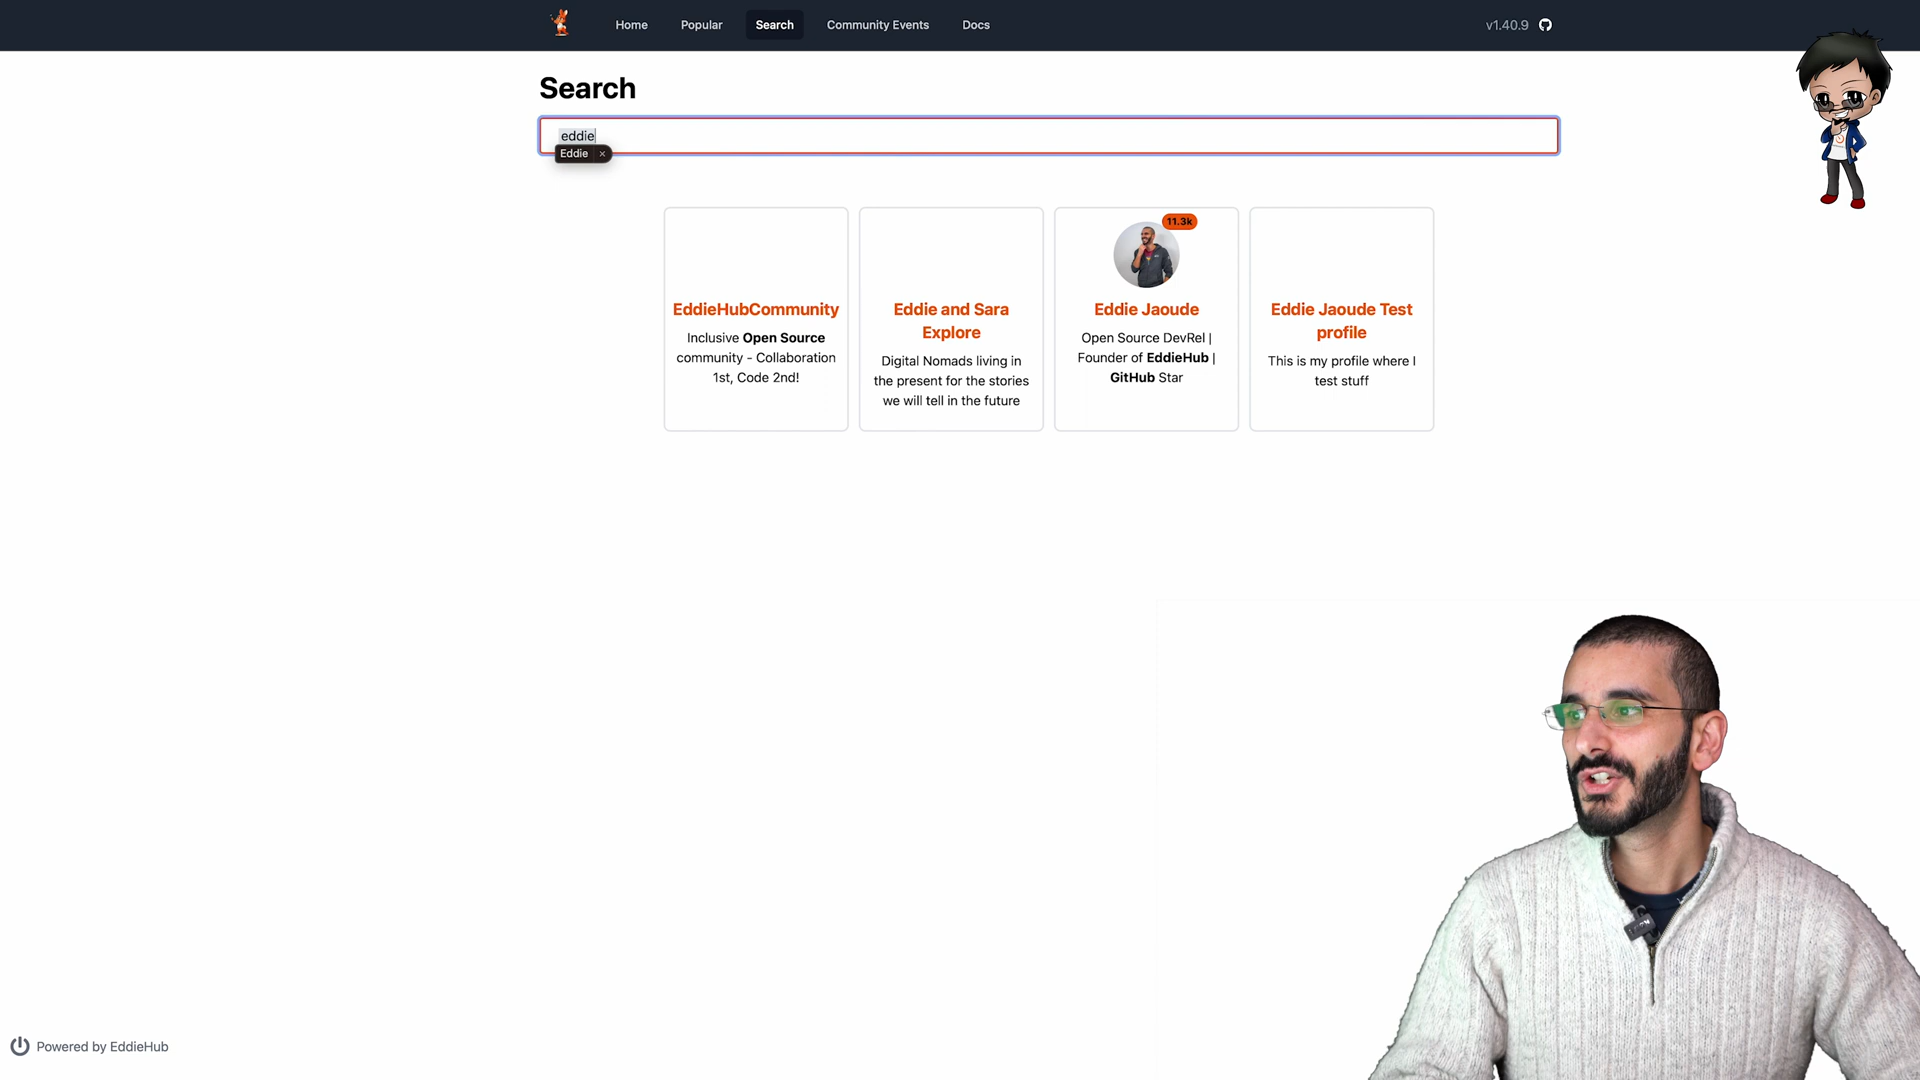 Home
Popular
Search
Community Events
Docs
v1.40.9
Search
eddie
Eddie ×
EddieHubCommunity
Inclusive Open Source
community - Collaboration
1st, Code 2nd!
Eddie and Sara
Explore
Digital Nomads living in
the present for the stories
we will tell in the future
11.3k
Eddie Jaoude
Open Source DevRel |
Founder of EddieHub |
GitHub Star
Eddie Jaoude Test
profile
This is my profile where I
test stuff
Powered by EddieHub